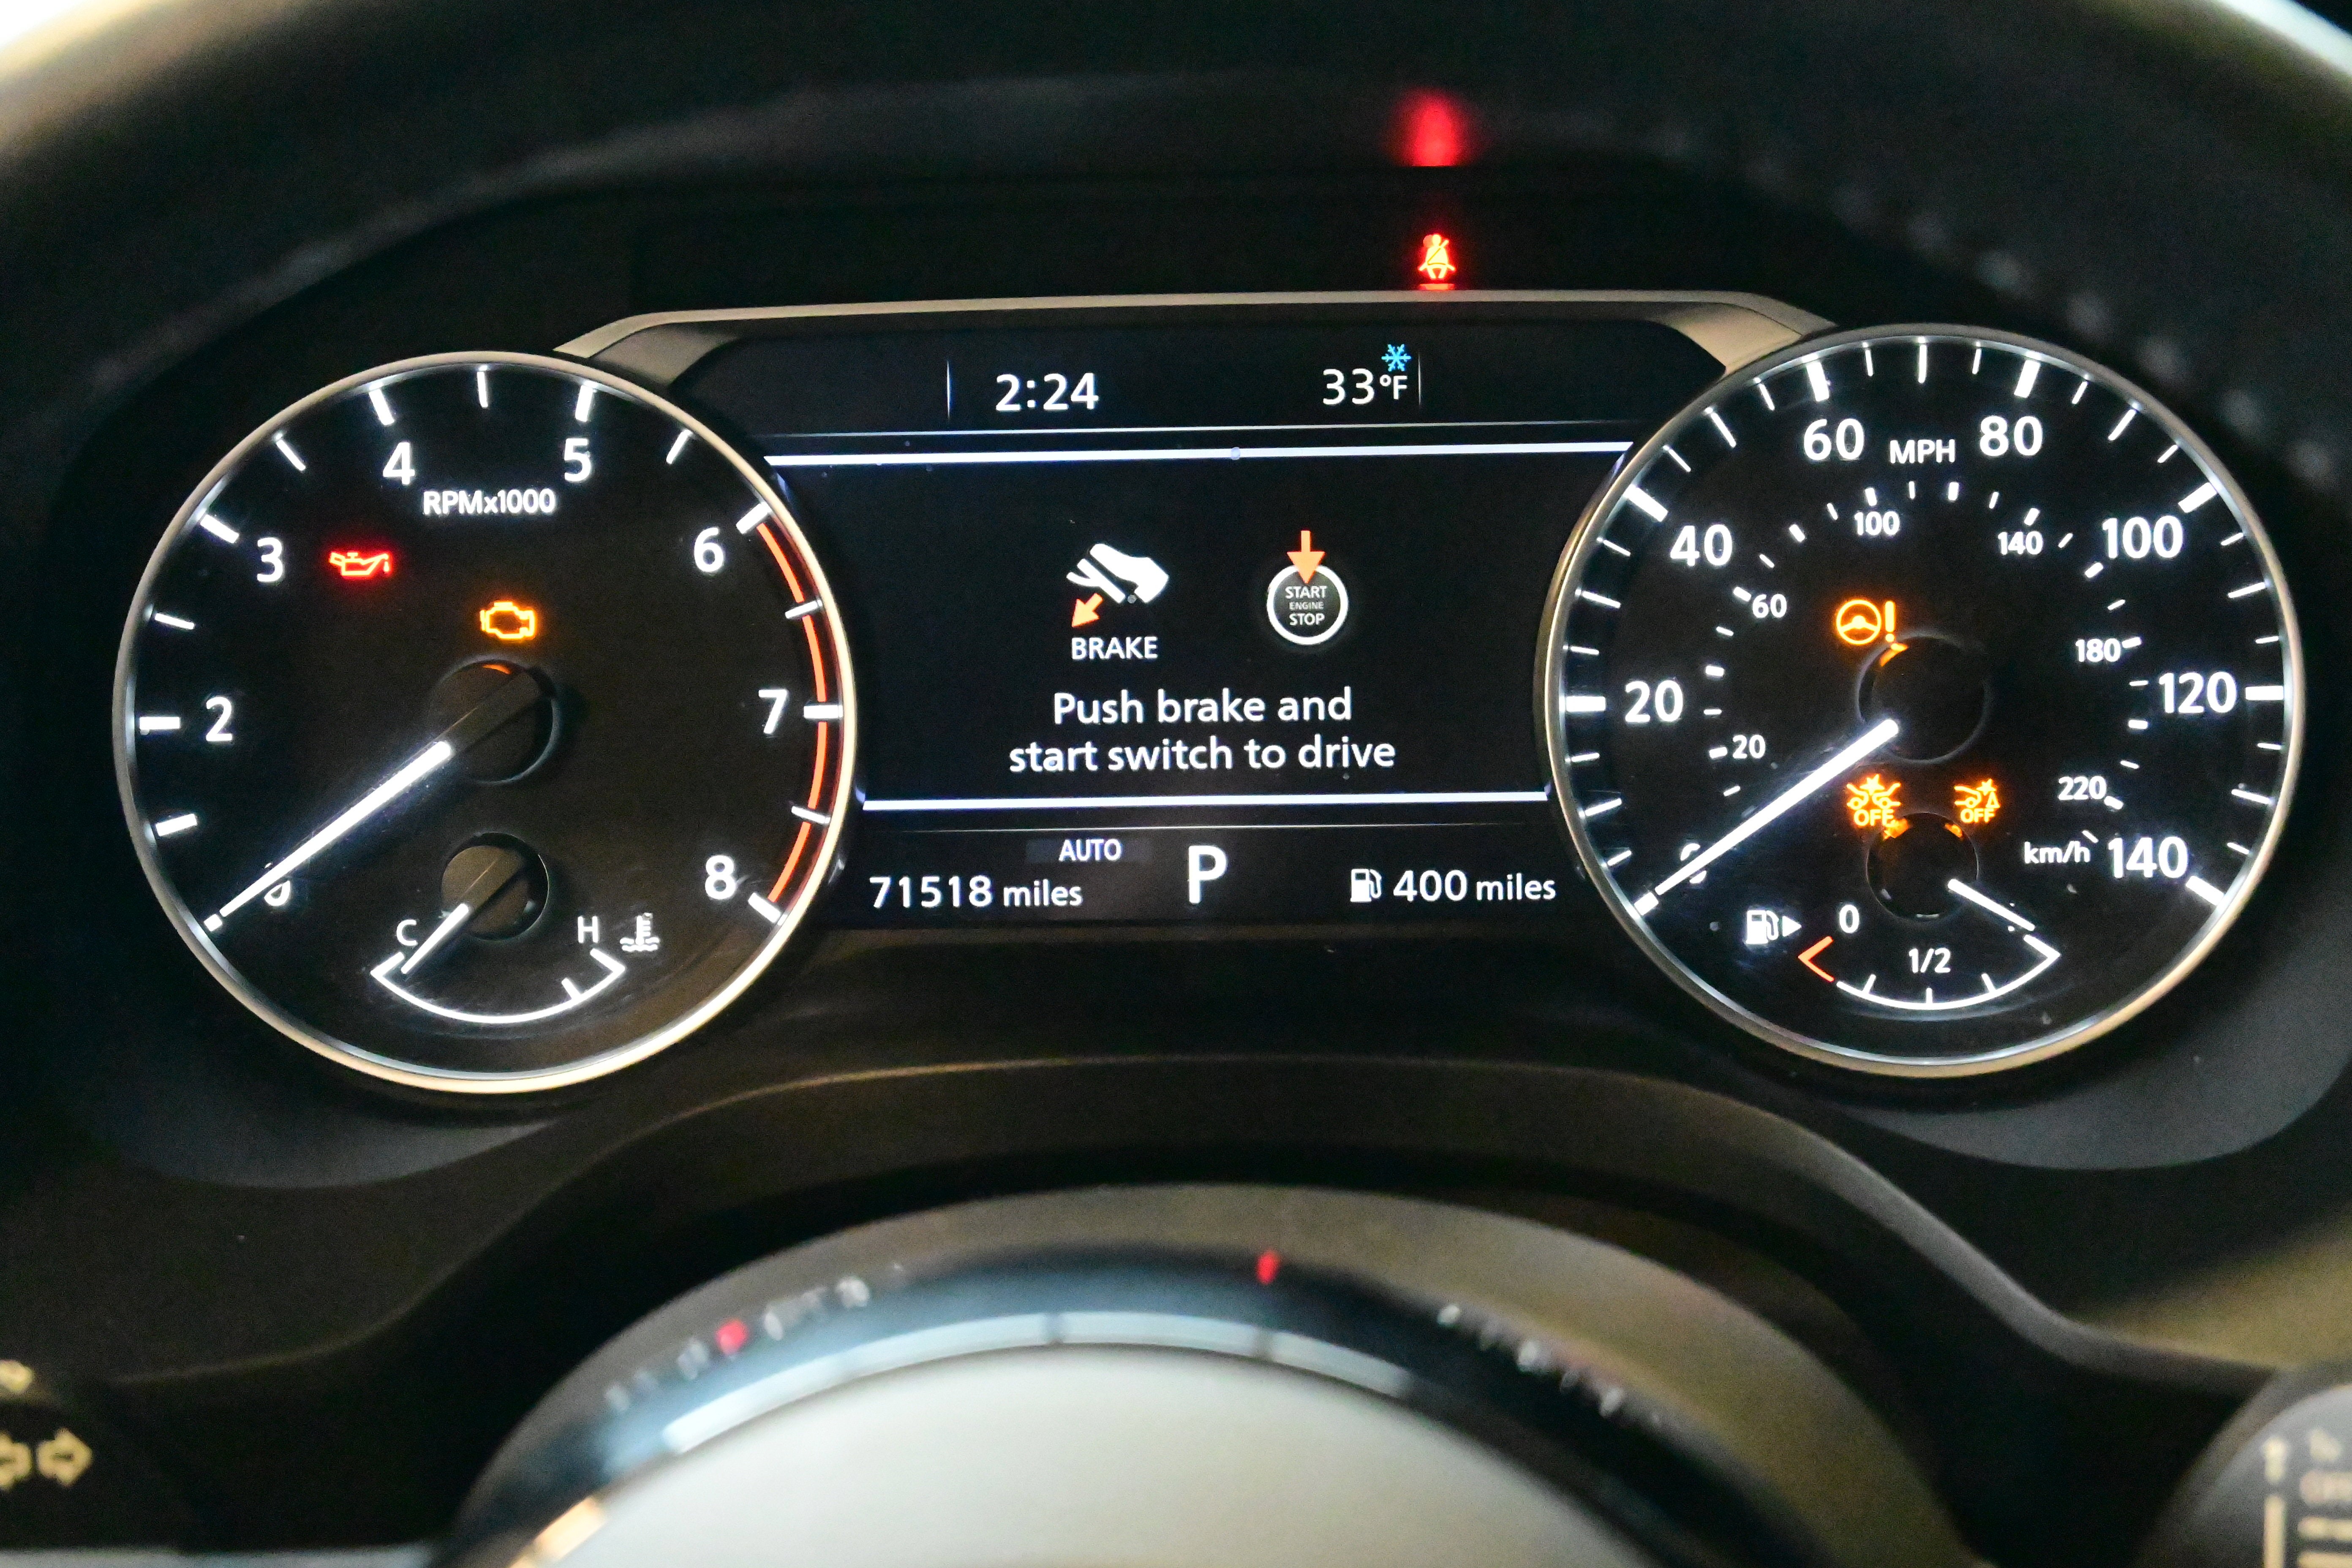 2:24 33°F
4 5
RPMx1000
3 6
2 7
0 8
C H
BRAKE
START
ENGINE
STOP
Push brake and
start switch to drive
AUTO
71518 miles P 400 miles
60 MPH 80
40 100
20 120
0 140
100 140
60 180
20 220
km/h
OFF OFF
0
1/2